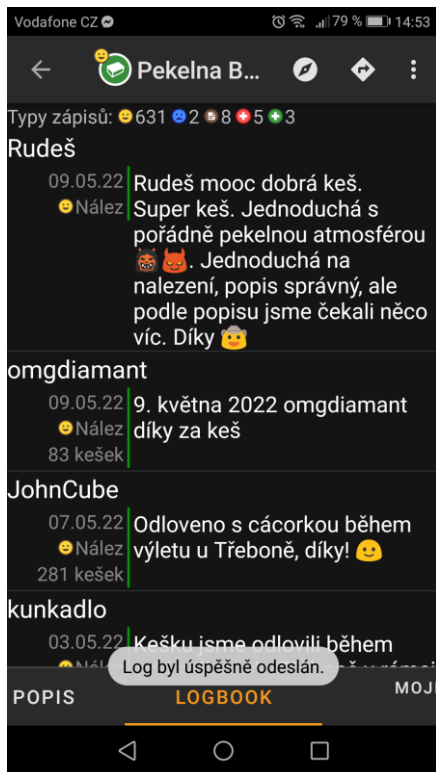 Vodafone CZ 79 % 14:53
Pekelna B...
Typy zápisů: 631 2 8 5 3
Rudeš
09.05.22 Rudeš mooc dobrá keš.
Nález Super keš. Jednoduchá s
pořádně pekelnou atmosférou
. Jednoduchá na
nalezení, popis správný, ale
podle popisu jsme čekali něco
víc. Díky
omgdiamant
09.05.22 9. května 2022 omgdiamant
Nález díky za keš
83 kešek
JohnCube
07.05.22 Odloveno s cácorkou během
Nález výletu u Třeboně, díky!
281 kešek
kunkadlo
03.05.22 Kešku jsme odlovili během
Log byl úspěšně odeslán.
POPIS LOGBOOK MOJE